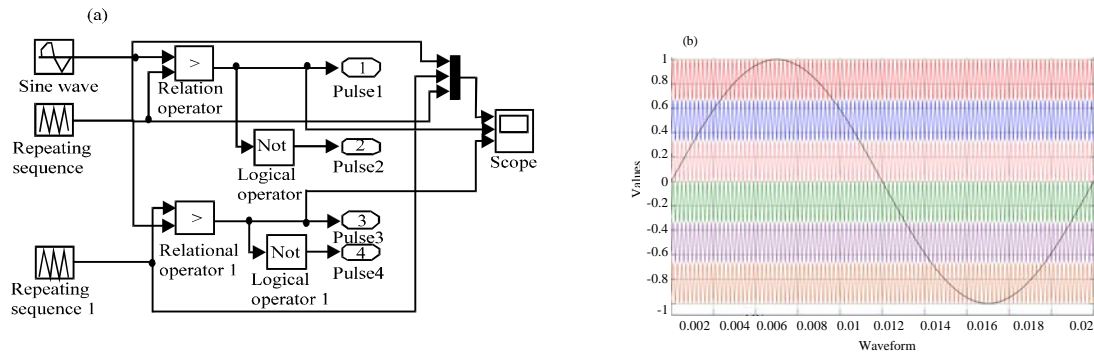 (a)
Sine wave
>
Relation
operator
1
Pulse1
Repeating
sequence
Not
Logical
operator
2
Pulse2
Scope
>
Relational
operator 1
3
Pulse3
Not
Logical
operator 1
4
Pulse4
Repeating
sequence 1
(b)
Values
1
0.8
0.6
0.4
0.2
0
-0.2
-0.4
-0.6
-0.8
-1
0.002 0.004 0.006 0.008 0.01 0.012 0.014 0.016 0.018 0.02
Waveform